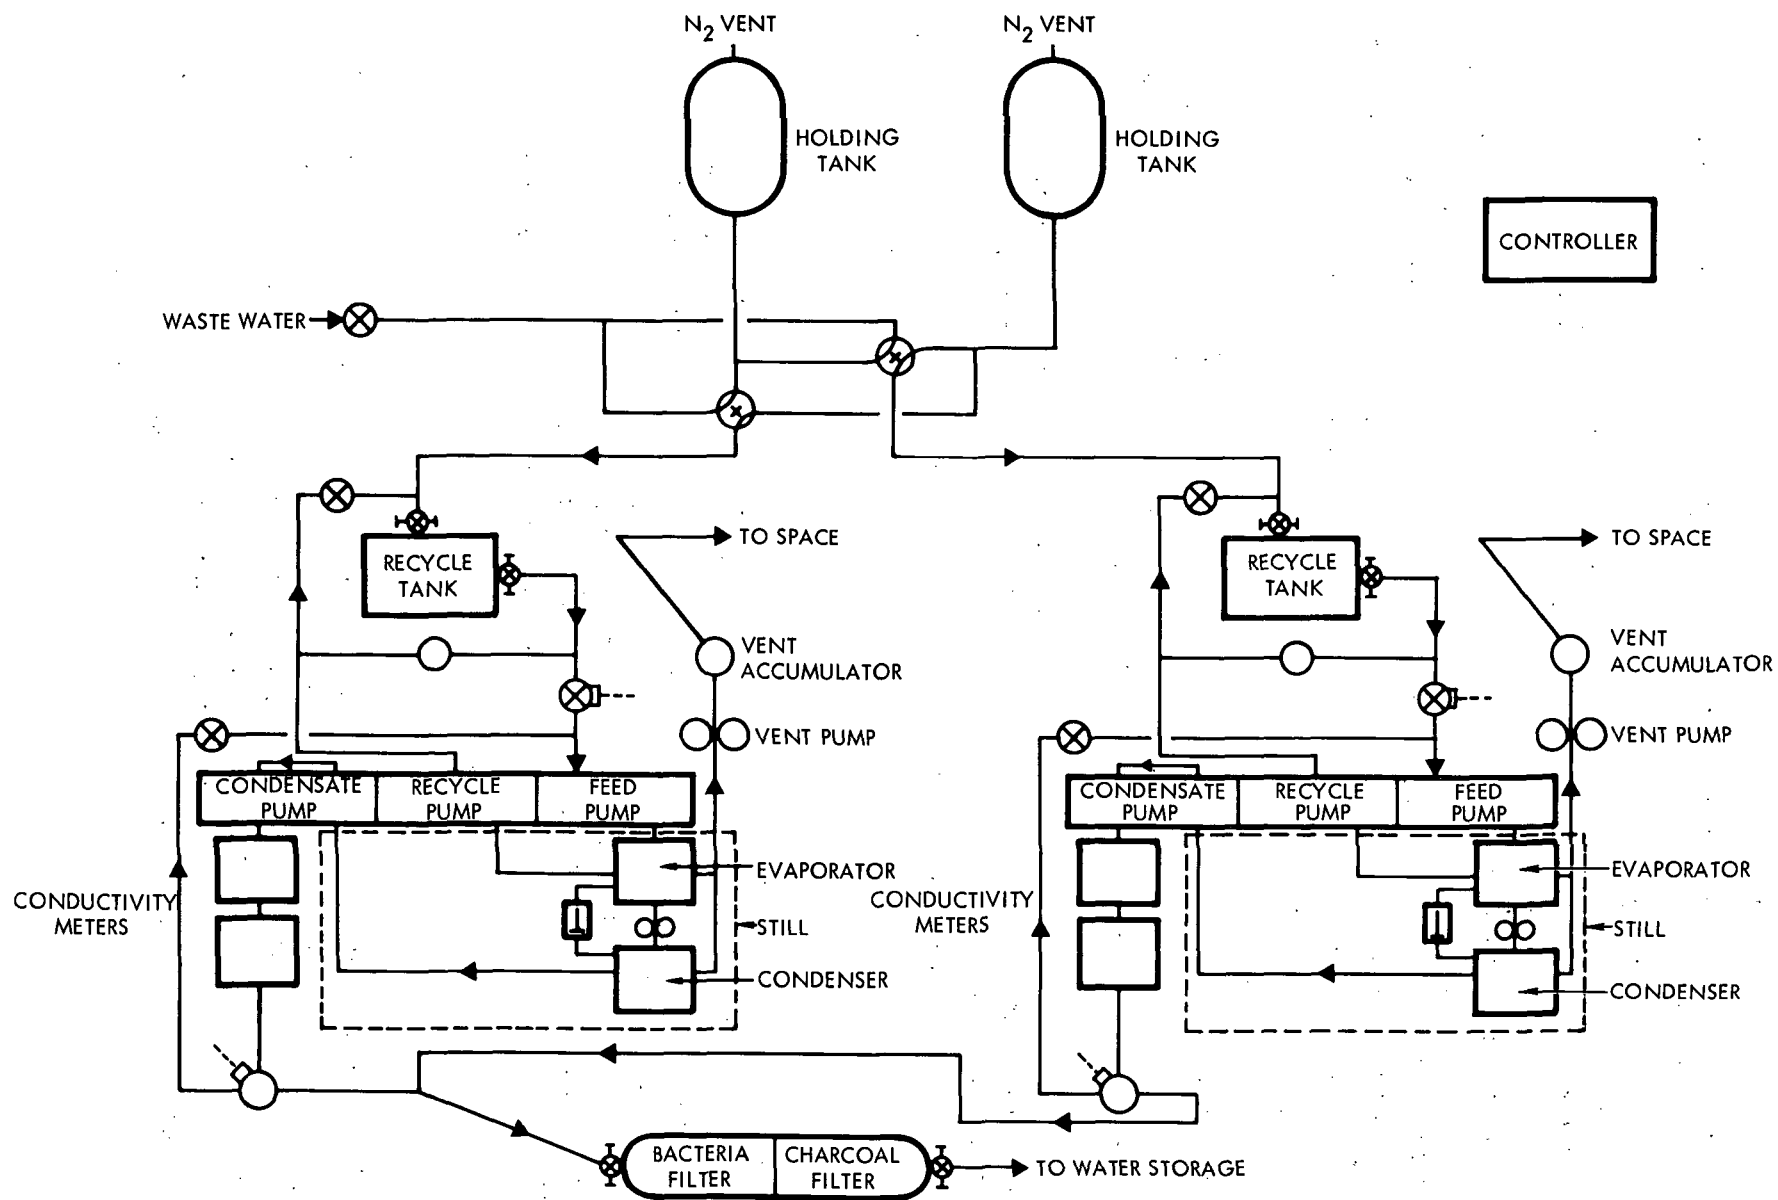 N2 VENT
N2 VENT
HOLDING
TANK
HOLDING
TANK
CONTROLLER
WASTE WATER
RECYCLE
TANK
TO SPACE
VENT
ACCUMULATOR
VENT PUMP
CONDENSATE
PUMP
RECYCLE
PUMP
FEED
PUMP
EVAPORATOR
CONDUCTIVITY
METERS
STILL
CONDENSER
RECYCLE
TANK
TO SPACE
VENT
ACCUMULATOR
VENT PUMP
CONDENSATE
PUMP
RECYCLE
PUMP
FEED
PUMP
EVAPORATOR
CONDUCTIVITY
METERS
STILL
CONDENSER
BACTERIA
FILTER
CHARCOAL
FILTER
TO WATER STORAGE